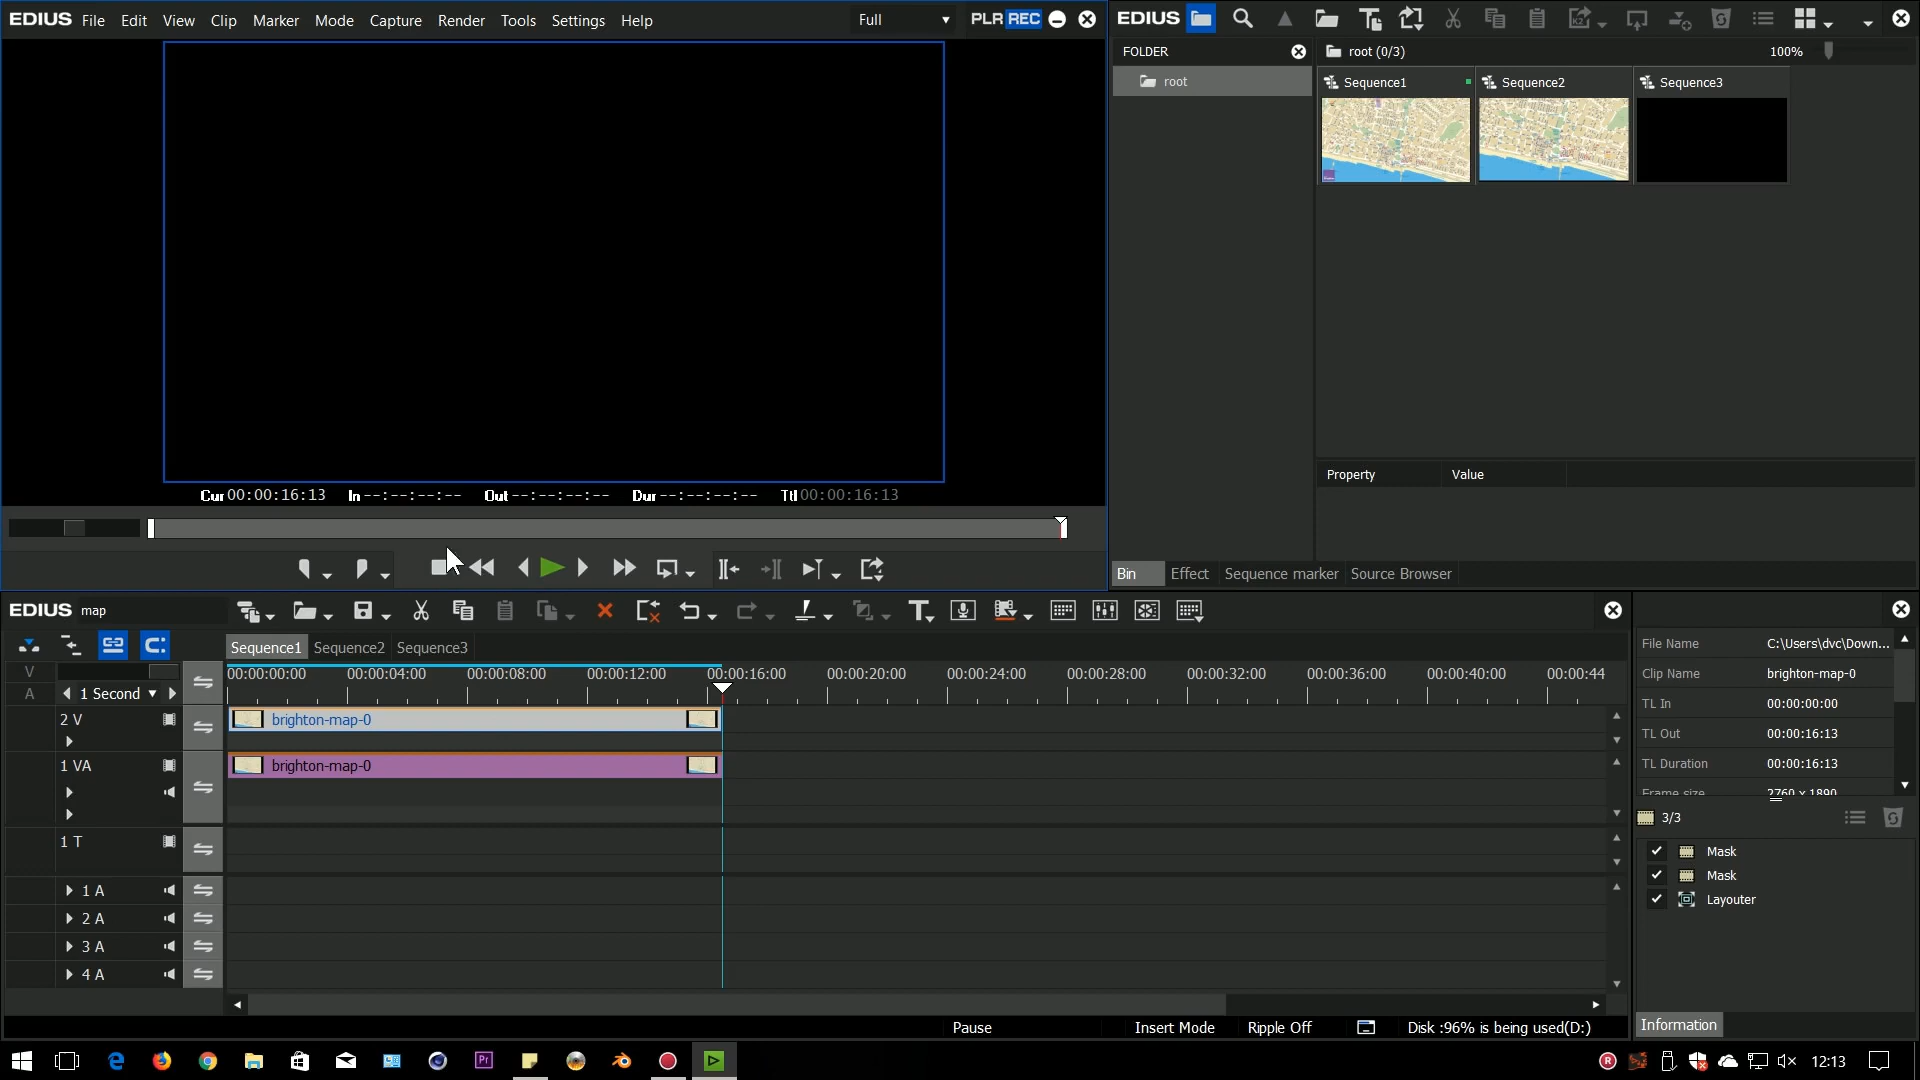 EDIUS File Edit View Clip Marker Mode Capture Render Tools Settings Help Full PLR REC
Cur 00:00:16:13 In --:--:--:-- Out --:--:--:-- Dur --:--:--:-- Ttl 00:00:16:13
EDIUS
FOLDER
root
root (0/3) 100%
Sequence1 Sequence2 Sequence3
Property Value
Bin Effect Sequence marker Source Browser
EDIUS map
Sequence1 Sequence2 Sequence3
V
A 1 Second
00:00:00:00 00:00:04:00 00:00:08:00 00:00:12:00 00:00:16:00 00:00:20:00 00:00:24:00 00:00:28:00 00:00:32:00 00:00:36:00 00:00:40:00 00:00:44
2 V brighton-map-0
1 VA brighton-map-0
1 T
1 A
2 A
3 A
4 A
Pause Insert Mode Ripple Off Disk :96% is being used(D:)
File Name C:\Users\dvc\Down...
Clip Name brighton-map-0
TL In 00:00:00:00
TL Out 00:00:16:13
TL Duration 00:00:16:13
Frame size 2760 x 1890
3/3
Mask
Mask
Layouter
Information
Pr
12:13